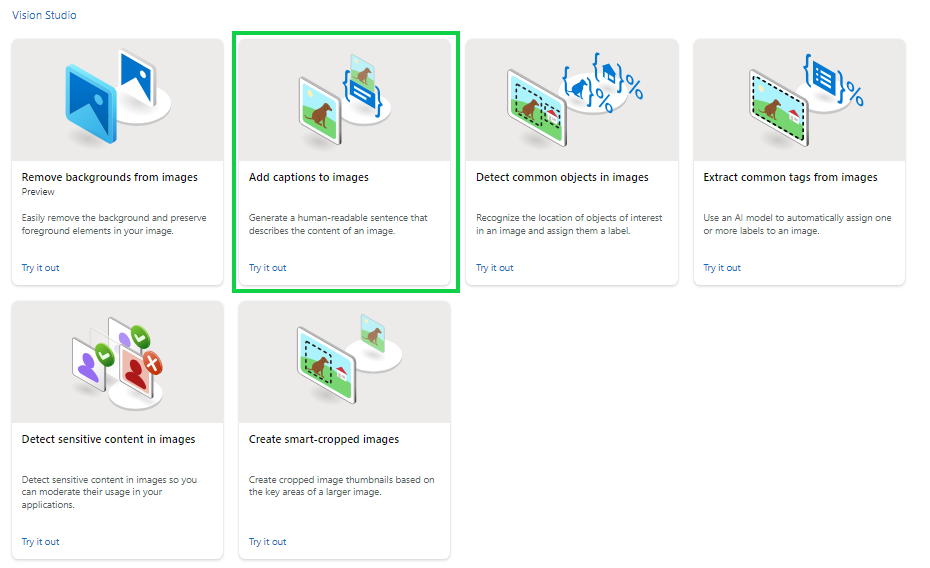 Vision Studio
Remove backgrounds from images
Preview
Easily remove the background and preserve
foreground elements in your image.
Try it out
Add captions to images
Generate a human-readable sentence that
describes the content of an image.
Try it out
Detect common objects in images
Recognize the location of objects of interest
in an image and assign them a label.
Try it out
Extract common tags from images
Use an AI model to automatically assign one
or more labels to an image.
Try it out
Detect sensitive content in images
Detect sensitive content in images so you
can moderate their usage in your
applications.
Try it out
Create smart-cropped images
Create cropped image thumbnails based on
the key areas of a larger image.
Try it out